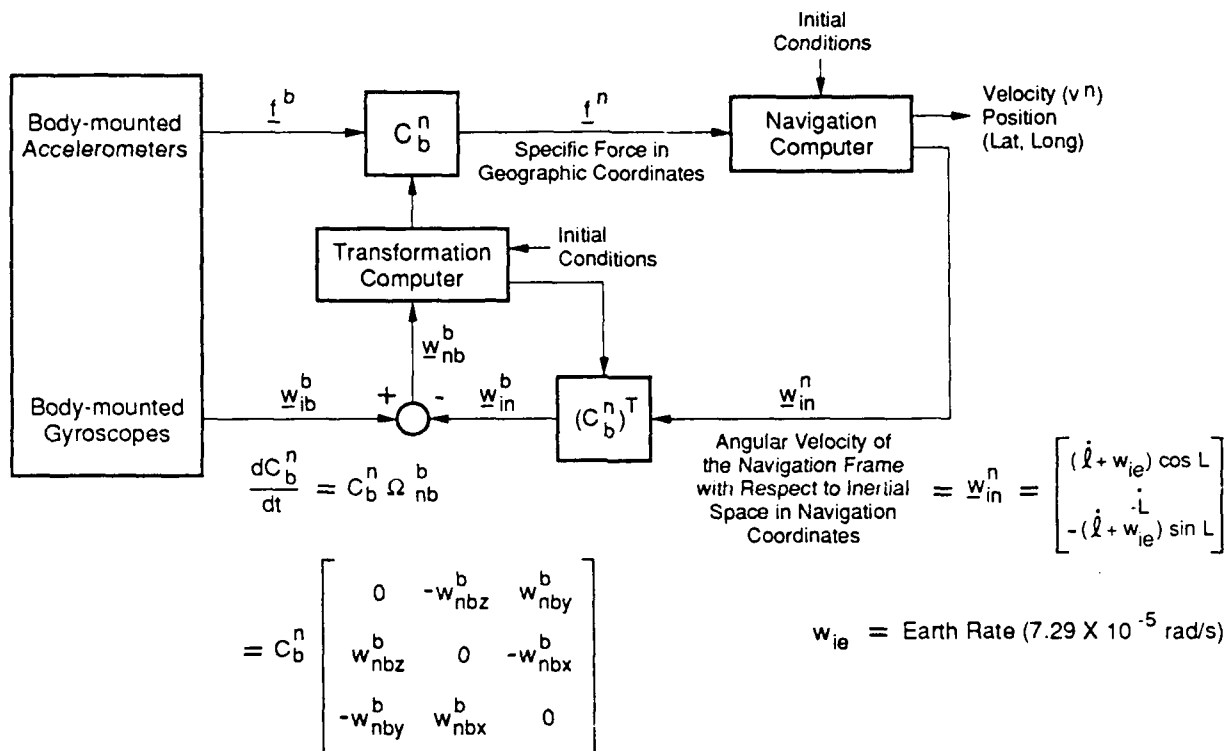 Initial
Conditions
Body-mounted
Accelerometers
f^b
C_b^n
f^n
Specific Force in
Geographic Coordinates
Navigation
Computer
Velocity (v^n)
Position
(Lat, Long)
Transformation
Computer
Initial
Conditions
w_nb^b
Body-mounted
Gyroscopes
w_ib^b
+
-
w_in^b
(C_b^n)^T
w_in^n
Angular Velocity of
the Navigation Frame
with Respect to Inertial
Space in Navigation
Coordinates
= w_in^n =
(l̇ + w_ie) cos L
-L̇
-(l̇ + w_ie) sin L
dC_b^n
dt
= C_b^n Ω_nb^b
= C_b^n
0 -w_nbz^b w_nby^b
w_nbz^b 0 -w_nbx^b
-w_nby^b w_nbx^b 0
w_ie = Earth Rate (7.29 X 10^-5 rad/s)